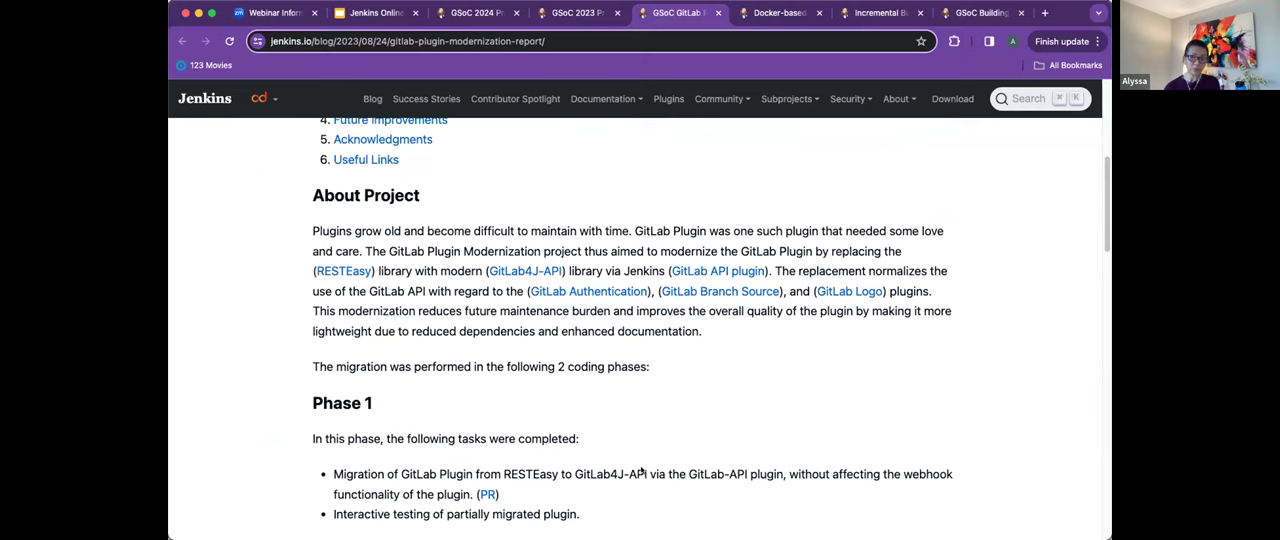 Webinar Inform
Jenkins Online
GSoC 2024 Pr
GSoC 2023 P
GSoC GitLab P
Docker-based
Incremental Bu
GSoC Building
jenkins.io/blog/2023/08/24/gitlab-plugin-modernization-report/
A
Finish update
123 Movies
All Bookmarks
Alyssa
Jenkins
cd
Blog
Success Stories
Contributor Spotlight
Documentation
Plugins
Community
Subprojects
Security
About
Download
Search
K
4. Future Improvements
5. Acknowledgments
6. Useful Links
About Project
Plugins grow old and become difficult to maintain with time. GitLab Plugin was one such plugin that needed some love
and care. The GitLab Plugin Modernization project thus aimed to modernize the GitLab Plugin by replacing the
(RESTEasy) library with modern (GitLab4J-API) library via Jenkins (GitLab API plugin). The replacement normalizes the
use of the GitLab API with regard to the (GitLab Authentication), (GitLab Branch Source), and (GitLab Logo) plugins.
This modernization reduces future maintenance burden and improves the overall quality of the plugin by making it more
lightweight due to reduced dependencies and enhanced documentation.
The migration was performed in the following 2 coding phases:
Phase 1
In this phase, the following tasks were completed:
• Migration of GitLab Plugin from RESTEasy to GitLab4J-API via the GitLab-API plugin, without affecting the webhook
functionality of the plugin. (PR)
• Interactive testing of partially migrated plugin.